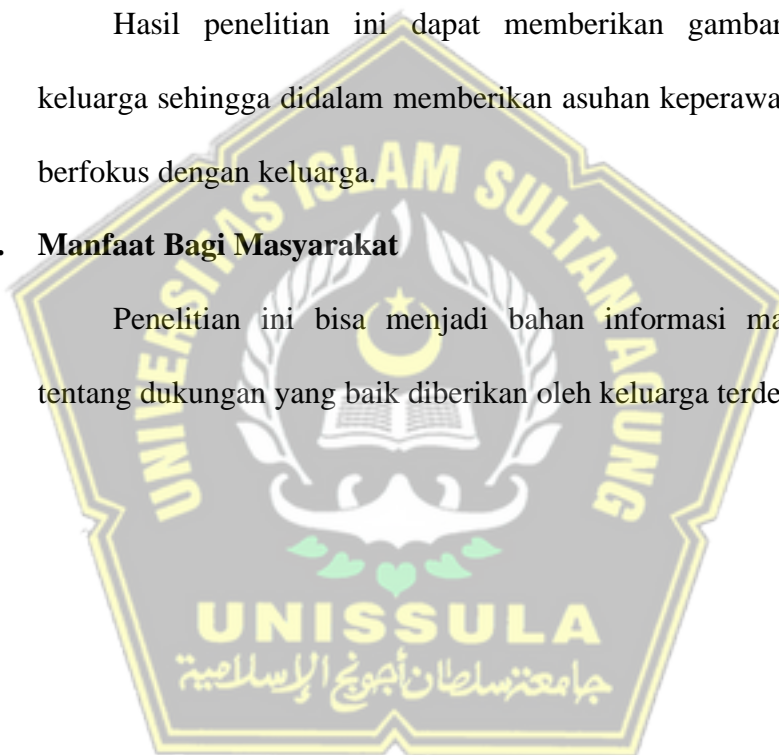 Hasil penelitian ini dapat memberikan gambar
keluarga sehingga didalam memberikan asuhan keperawa
berfokus dengan keluarga.
. Manfaat Bagi Masyarakat
Penelitian ini bisa menjadi bahan informasi ma
tentang dukungan yang baik diberikan oleh keluarga terde
UNIVERSITAS ISLAM SULTAN AGUNG
UNISSULA
جامعتسلطان أجونج الإسلامية